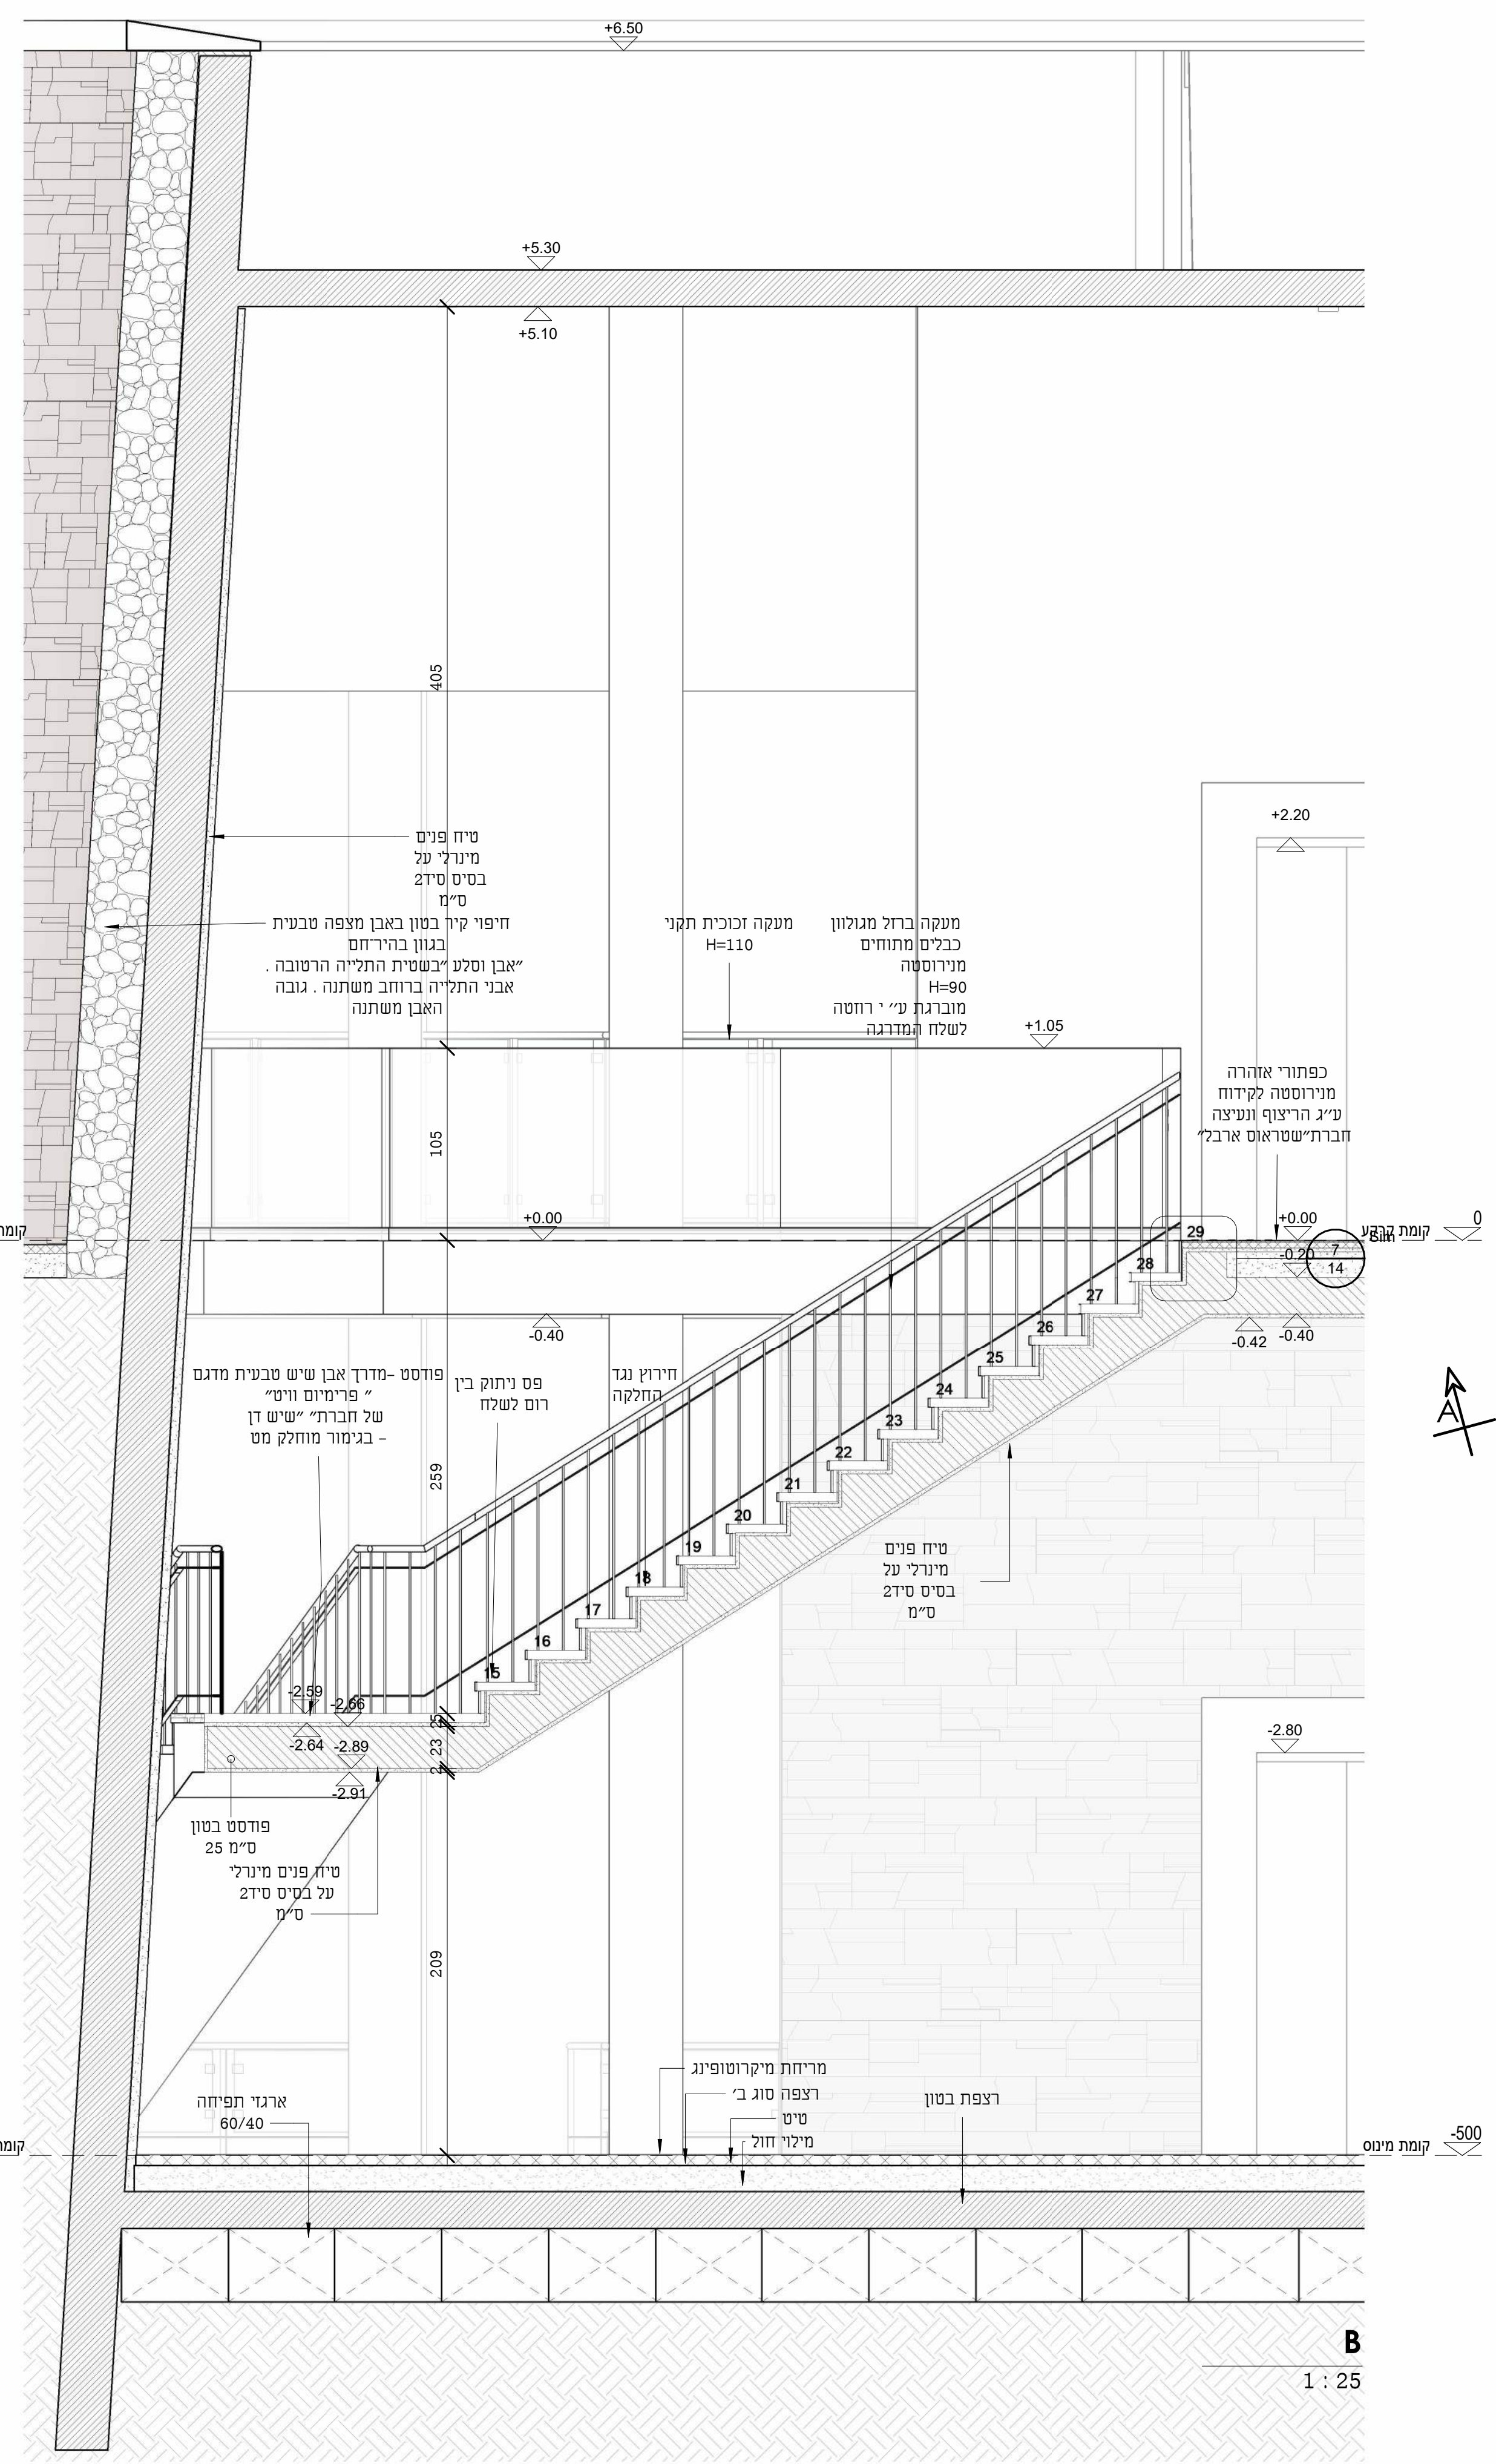 +6.50
+5.30
+5.10
405
+2.20
טיח פנים
מינרלי על
בסיס סיד2
ס״מ
חיפוי קיר בטון באבן מצפה טבעית
בגוון בהיר־חם
״אבן וסלע ״בשטית התלייה הרטובה .
אבני התלייה ברוחב משתנה . גובה
האבן משתנה
מעקה זכוכית תקני
H=110
מעקה ברזל מגולוון
כבלים מתוחים
מנירוסטה
H=90
מוברגת ע״י רוזטה
לשלח המדרגה
+1.05
כפתורי אזהרה
מנירוסטה לקידוח
ע״ג הריצוף ונעיצה
חברת״שטראוס ארבל״
105
+0.00
29
+0.00
קומת קרקע
0
קומת
-0.20
7
14
28
27
26
25
24
23
22
21
20
19
18
17
16
15
-0.40
-0.42
-0.40
פודסט –מדרך אבן שיש טבעית מדגם
״ פרימיום וויט״
של חברת״ ״שיש דן
– בגימור מוחלק מט
פס ניתוק בין
רום לשלח
חירוץ נגד
החלקה
A
259
טיח פנים
מינרלי על
בסיס סיד2
ס״מ
-2.59
-2.66
-2.64
-2.89
-2.91
25
23
2
-2.80
פודסט בטון
25 ס״מ
טיח פנים מינרלי
על בסיס סיד2
ס״מ
209
מריחת מיקרוטופינג
רצפה סוג ב׳
טיט
מילוי חול
רצפת בטון
ארגזי תפיחה
60/40
קומת
קומת מינוס
-500
B
1 : 25